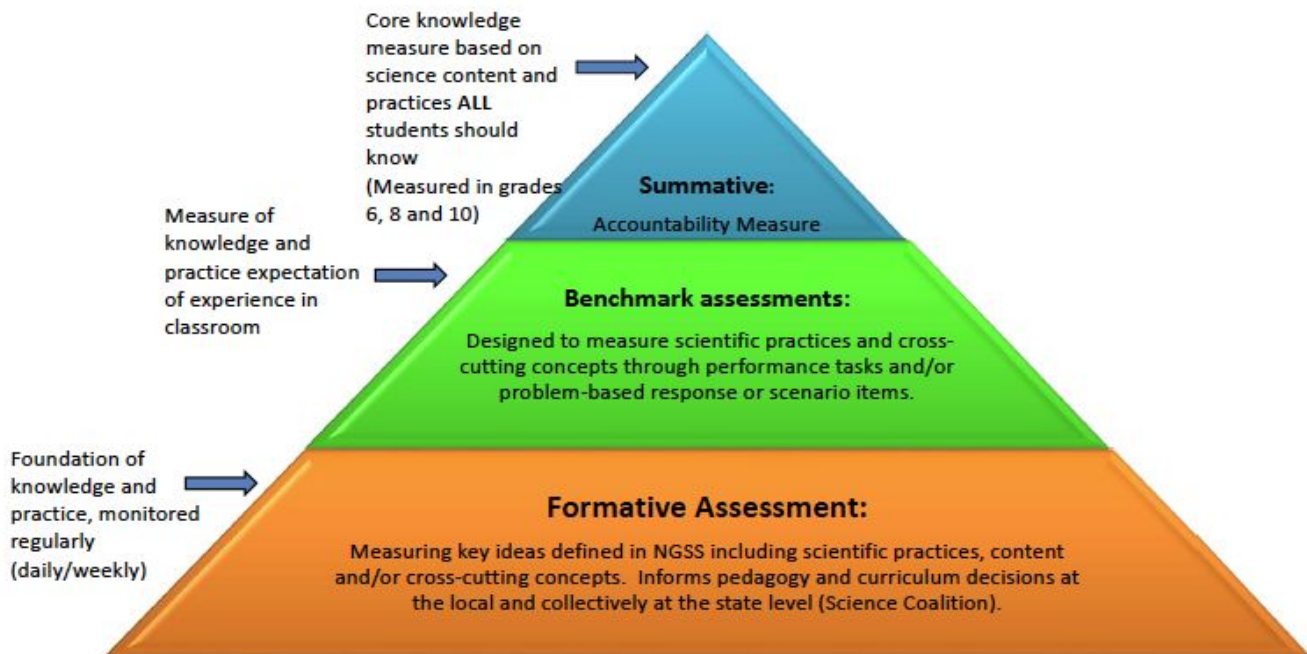 Core knowledge
measure based on
science content and
practices ALL
students should
know
(Measured in grades
6, 8 and 10)
Summative:
Accountability Measure
Measure of
knowledge and
practice expectation
of experience in
classroom
Benchmark assessments:
Designed to measure scientific practices and cross-
cutting concepts through performance tasks and/or
problem-based response or scenario items.
Foundation of
knowledge and
practice, monitored
regularly
(daily/weekly)
Formative Assessment:
Measuring key ideas defined in NGSS including scientific practices, content
and/or cross-cutting concepts.  Informs pedagogy and curriculum decisions at
the local and collectively at the state level (Science Coalition).